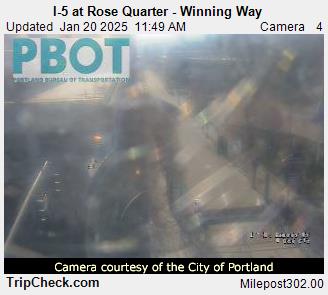 I-5 at Rose Quarter - Winning Way
Updated Jan 20 2025 11:49 AM Camera 4
PBOT
PORTLAND BUREAU OF TRANSPORTATION
Camera courtesy of the City of Portland
TripCheck.com Milepost302.00